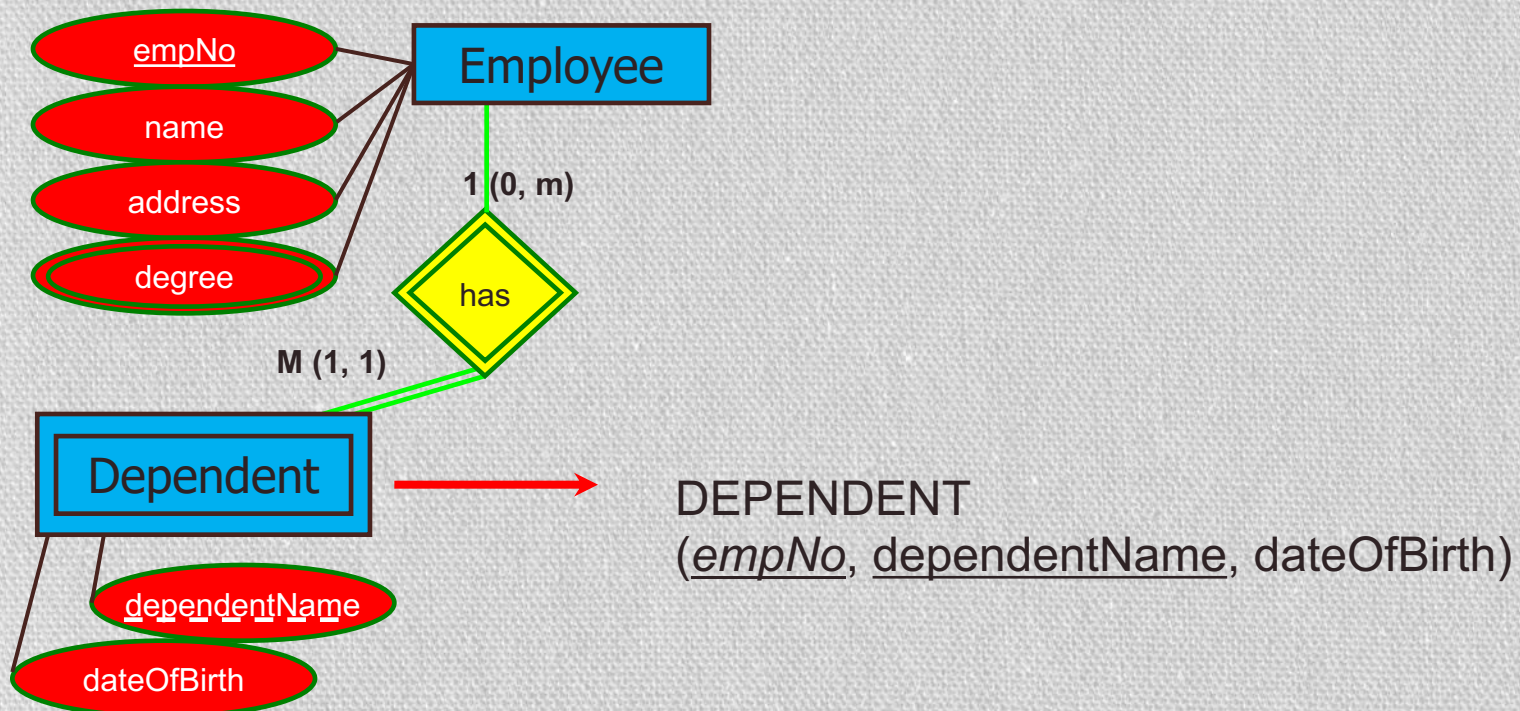 empNo
Employee
name
1 (0, m)
address
degree
has
M (1, 1)
Dependent
DEPENDENT
(empNo, dependentName, dateOfBirth)
dependentName
dateOfBirth